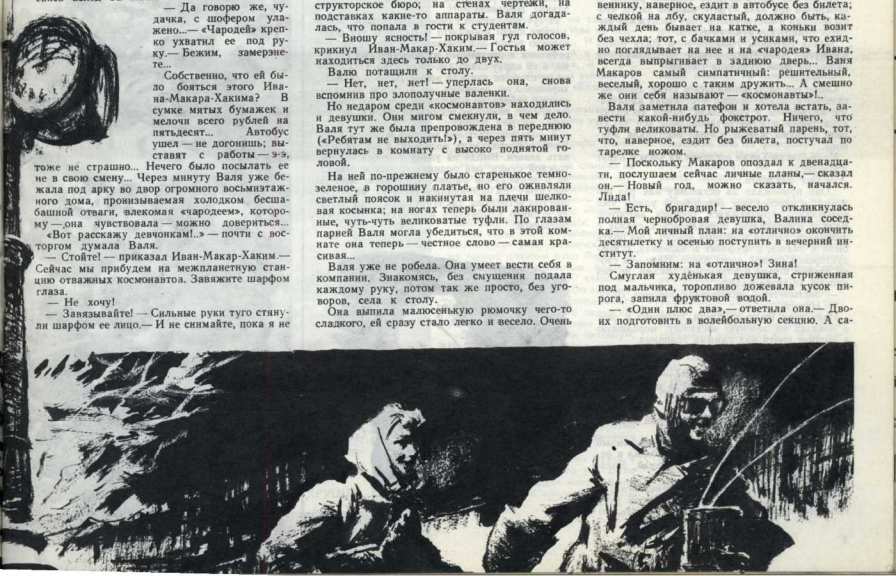 — Да говорю же, чу-
дачка, с шофером ула-
жено...— «Чародей» креп-
ко ухватил ее под ру-
ку.— Бежим, замерзне-
те...
Собственно, чего ей бы-
ло бояться этого Ива-
на-Макара-Хакима? В
сумке мятых бумажек и
мелочи всего рублей на
пятьдесят... Автобус
ушел — не догонишь; вы-
ставят с работы — э-э,
тоже не страшно... Нечего было посылать ее
не в свою смену... Через минуту Валя уже бе-
жала под арку во двор огромного восьмиэтаж-
ного дома, пронизываемая холодком бесша-
башной отваги, влекомая «чародеем», которо-
му — она чувствовала — можно довериться...
«Вот расскажу девчонкам!..» — почти с вос-
торгом думала Валя.
— Стойте! — приказал Иван-Макар-Хаким.—
Сейчас мы прибудем на межпланетную стан-
цию отважных космонавтов. Завяжите шарфом
глаза.
— Не хочу!
— Завязывайте! — Сильные руки туго стяну-
ли шарфом ее лицо.— И не снимайте, пока я не
структорское бюро; на стенах чертежи, на
подставках какие-то аппараты. Валя догада-
лась, что попала в гости к студентам.
— Вношу ясность! — покрывая гул голосов,
крикнул Иван-Макар-Хаким.— Гостья может
находиться здесь только до двух.
Валю потащили к столу.
— Нет, нет, нет! — уперлась она, снова
вспомнив про злополучные валенки.
Но недаром среди «космонавтов» находились
и девушки. Они мигом смекнули, в чем дело.
Валя тут же была препровождена в переднюю
(«Ребятам не выходить!»), а через пять минут
вернулась в комнату с высоко поднятой го-
ловой.
На ней по-прежнему было старенькое темно-
зеленое, в горошину платье, но его оживляли
светлый поясок и накинутая на плечи шелко-
вая косынка; на ногах теперь были лакирован-
ные, чуть-чуть великоватые туфли. По глазам
парней Валя могла убедиться, что в этой ком-
нате она теперь — честное слово — самая кра-
сивая...
Валя уже не робела. Она умеет вести себя в
компании. Знакомясь, без смущения подала
каждому руку, потом так же просто, без уго-
воров, села к столу.
Она выпила малюсенькую рюмочку чего-то
сладкого, ей сразу стало легко и весело. Очень
веннику, наверное, ездит в автобусе без билета;
с челкой на лбу, скуластый, должно быть, ка-
ждый день бывает на катке, а коньки возит
без чехла; тот, с бачками и усиками, что ехид-
но поглядывает на нее и на «чародея» Ивана,
всегда выпрыгивает в заднюю дверь... Ваня
Макаров самый симпатичный: решительный,
веселый, хорошо с таким дружить... А смешно
же они себя называют — «космонавты»!..
Валя заметила патефон и хотела встать, за-
вести какой-нибудь фокстрот. Ничего, что
туфли великоваты. Но рыжеватый парень, тот,
что, наверное, ездит без билета, постучал по
тарелке ножом.
— Поскольку Макаров опоздал к двенадца-
ти, послушаем сейчас личные планы,— сказал
он.— Новый год, можно сказать, начался.
Лида!
— Есть, бригадир! — весело откликнулась
полная чернобровая девушка, Валина сосед-
ка.— Мой личный план: на «отлично» окончить
десятилетку и осенью поступить в вечерний ин-
ститут.
— Запомним: на «отлично»! Зина!
Смуглая худенькая девушка, стриженная
под мальчика, торопливо дожевала кусок пи-
рога, запила фруктовой водой.
— «Один плюс два»,— ответила она.— Дво-
их подготовить в волейбольную секцию. А са-